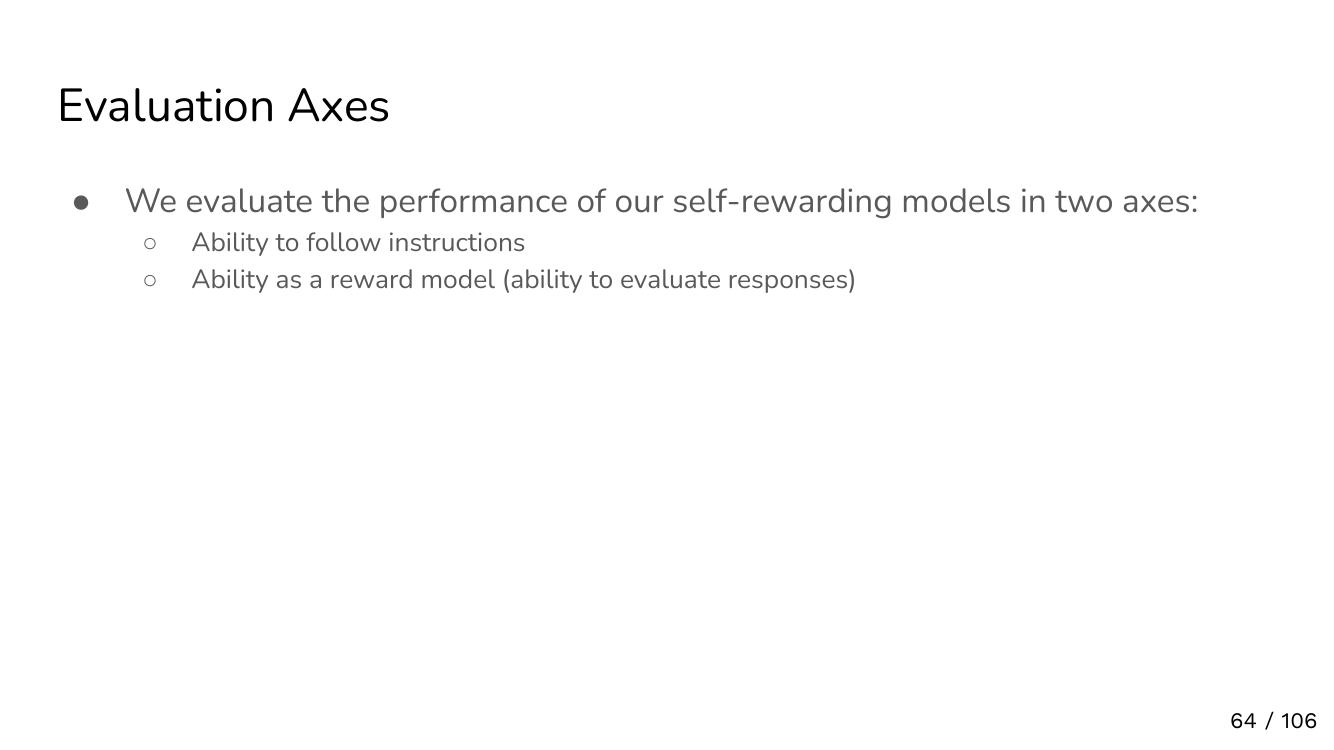 Evaluation Axes
● We evaluate the performance of our self-rewarding models in two axes:
○ Ability to follow instructions
○ Ability as a reward model (ability to evaluate responses)
64 / 106